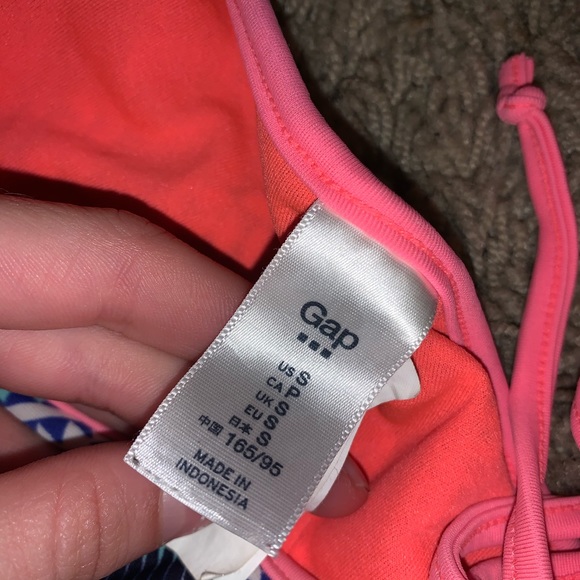 Gap
US S
CA P
UK S
EU S
日本 S
中国 165/95
MADE IN
INDONESIA